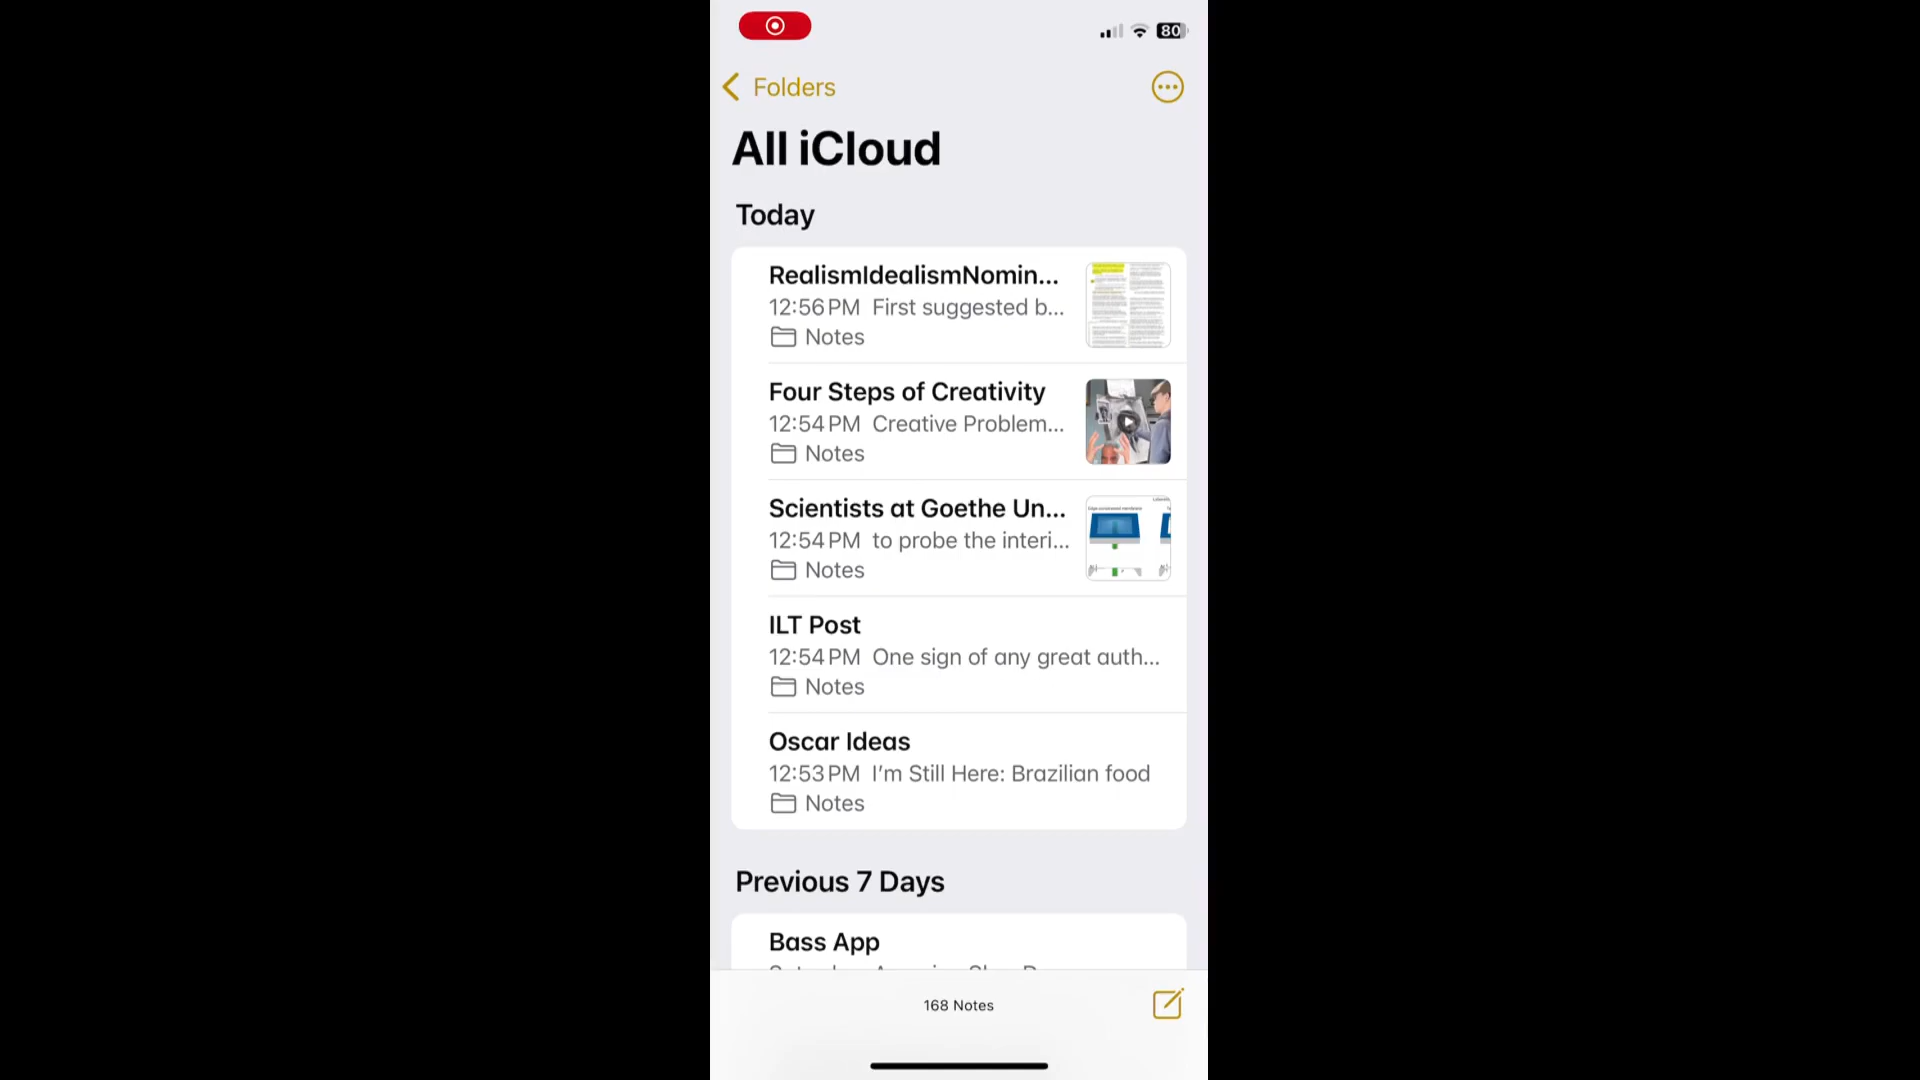 80
Folders
All iCloud
Today
RealismIdealismNomin...
12:56 PM First suggested b...
Notes
Four Steps of Creativity
12:54 PM Creative Problem...
Notes
Scientists at Goethe Un...
12:54 PM to probe the interi...
Notes
ILT Post
12:54 PM One sign of any great auth...
Notes
Oscar Ideas
12:53 PM I'm Still Here: Brazilian food
Notes
Previous 7 Days
Bass App
168 Notes